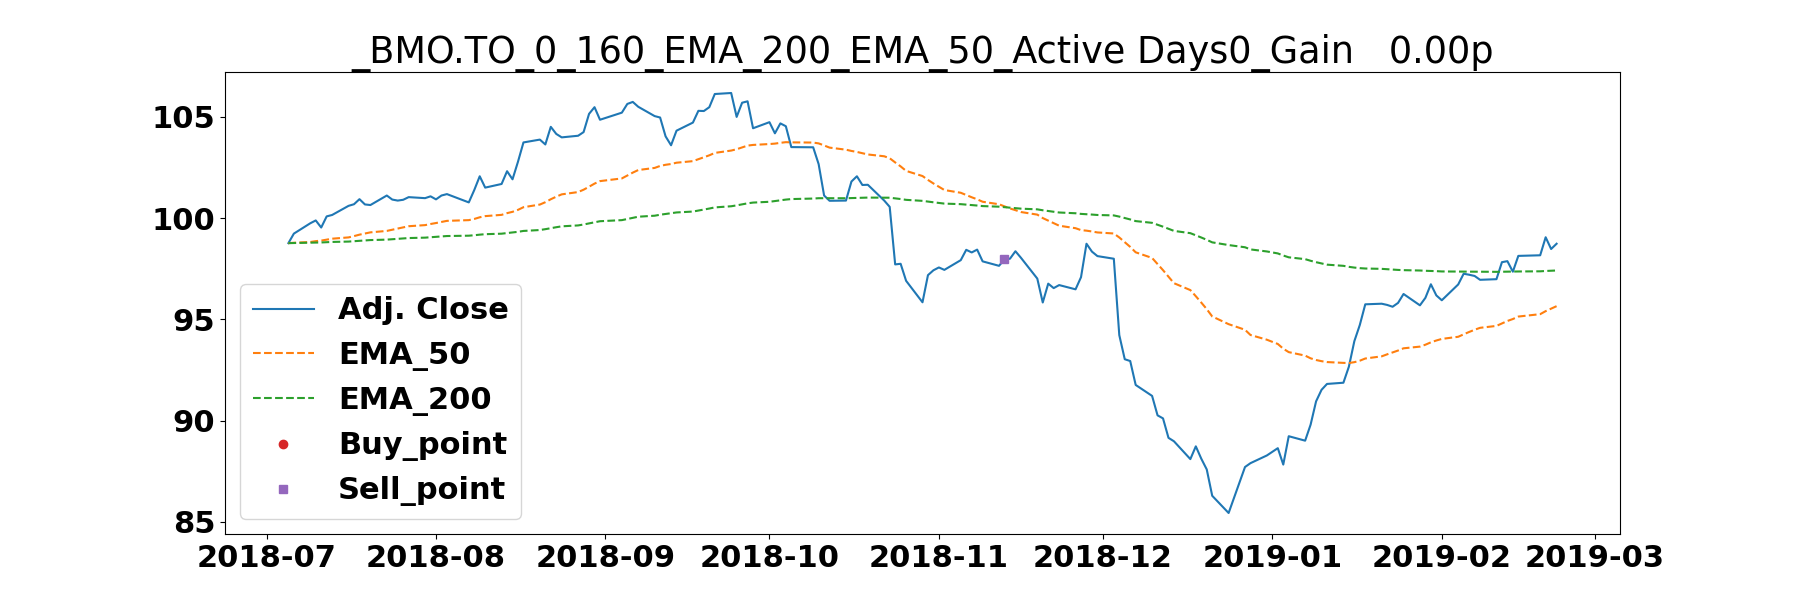 _BMO.TO_0_160_EMA_200_EMA_50_Active Days0_Gain   0.00p
105
100
95
90
85
Adj. Close
EMA_50
EMA_200
Buy_point
Sell_point
2018-07 2018-08 2018-09 2018-10 2018-11 2018-12 2019-01 2019-02 2019-03